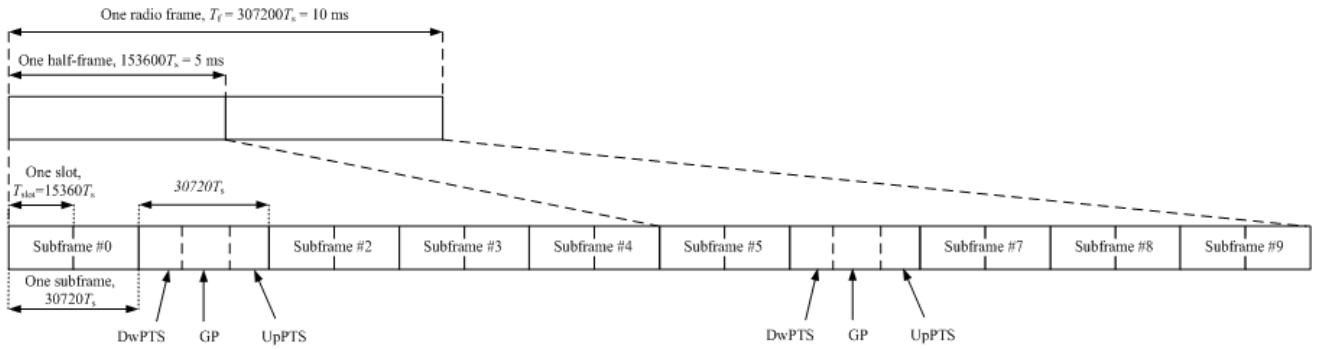 One radio frame, Tf = 307200Ts = 10 ms
One half-frame, 153600Ts = 5 ms
One slot,
Tslot=15360Ts
30720Ts
Subframe #0
Subframe #2
Subframe #3
Subframe #4
Subframe #5
Subframe #7
Subframe #8
Subframe #9
One subframe,
30720Ts
DwPTS
GP
UpPTS
DwPTS
GP
UpPTS